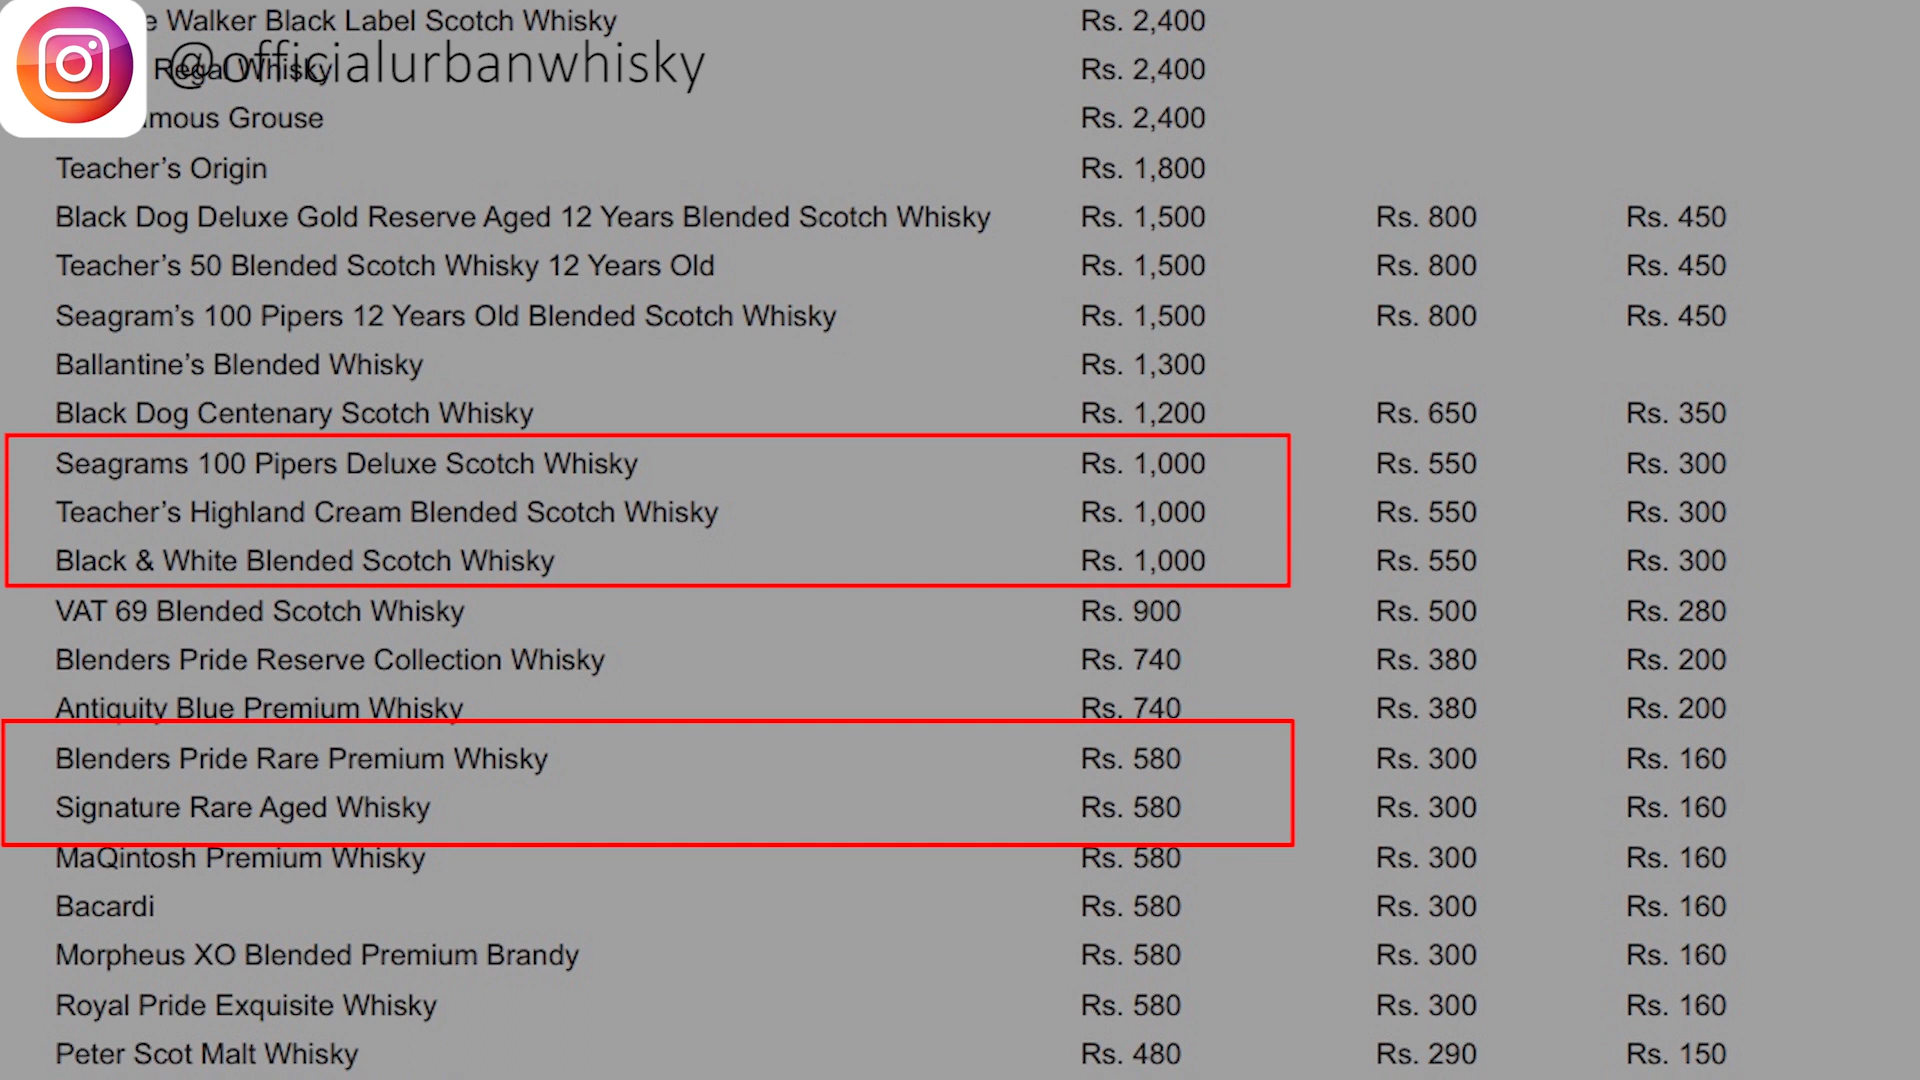 Walker Black Label Scotch Whisky Rs. 2,400
@officialurbanwhisky
Regal Whisky Rs. 2,400
mous Grouse Rs. 2,400
Teacher’s Origin Rs. 1,800
Black Dog Deluxe Gold Reserve Aged 12 Years Blended Scotch Whisky Rs. 1,500 Rs. 800 Rs. 450
Teacher’s 50 Blended Scotch Whisky 12 Years Old Rs. 1,500 Rs. 800 Rs. 450
Seagram’s 100 Pipers 12 Years Old Blended Scotch Whisky Rs. 1,500 Rs. 800 Rs. 450
Ballantine’s Blended Whisky Rs. 1,300
Black Dog Centenary Scotch Whisky Rs. 1,200 Rs. 650 Rs. 350
Seagrams 100 Pipers Deluxe Scotch Whisky Rs. 1,000 Rs. 550 Rs. 300
Teacher’s Highland Cream Blended Scotch Whisky Rs. 1,000 Rs. 550 Rs. 300
Black & White Blended Scotch Whisky Rs. 1,000 Rs. 550 Rs. 300
VAT 69 Blended Scotch Whisky Rs. 900 Rs. 500 Rs. 280
Blenders Pride Reserve Collection Whisky Rs. 740 Rs. 380 Rs. 200
Antiquity Blue Premium Whisky Rs. 740 Rs. 380 Rs. 200
Blenders Pride Rare Premium Whisky Rs. 580 Rs. 300 Rs. 160
Signature Rare Aged Whisky Rs. 580 Rs. 300 Rs. 160
MaQintosh Premium Whisky Rs. 580 Rs. 300 Rs. 160
Bacardi Rs. 580 Rs. 300 Rs. 160
Morpheus XO Blended Premium Brandy Rs. 580 Rs. 300 Rs. 160
Royal Pride Exquisite Whisky Rs. 580 Rs. 300 Rs. 160
Peter Scot Malt Whisky Rs. 480 Rs. 290 Rs. 150